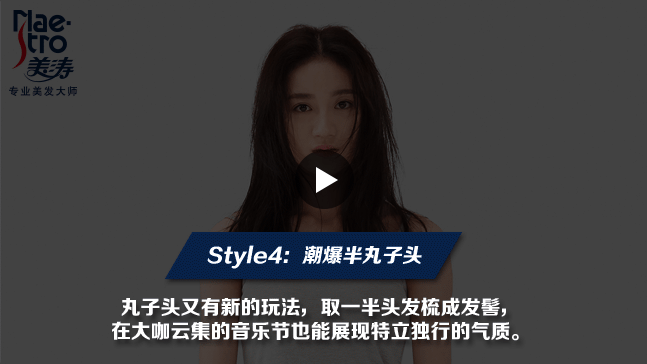 Maestro
美涛
专业美发大师
Style4: 潮爆半丸子头
丸子头又有新的玩法，取一半头发梳成发髻，
在大咖云集的音乐节也能展现特立独行的气质。